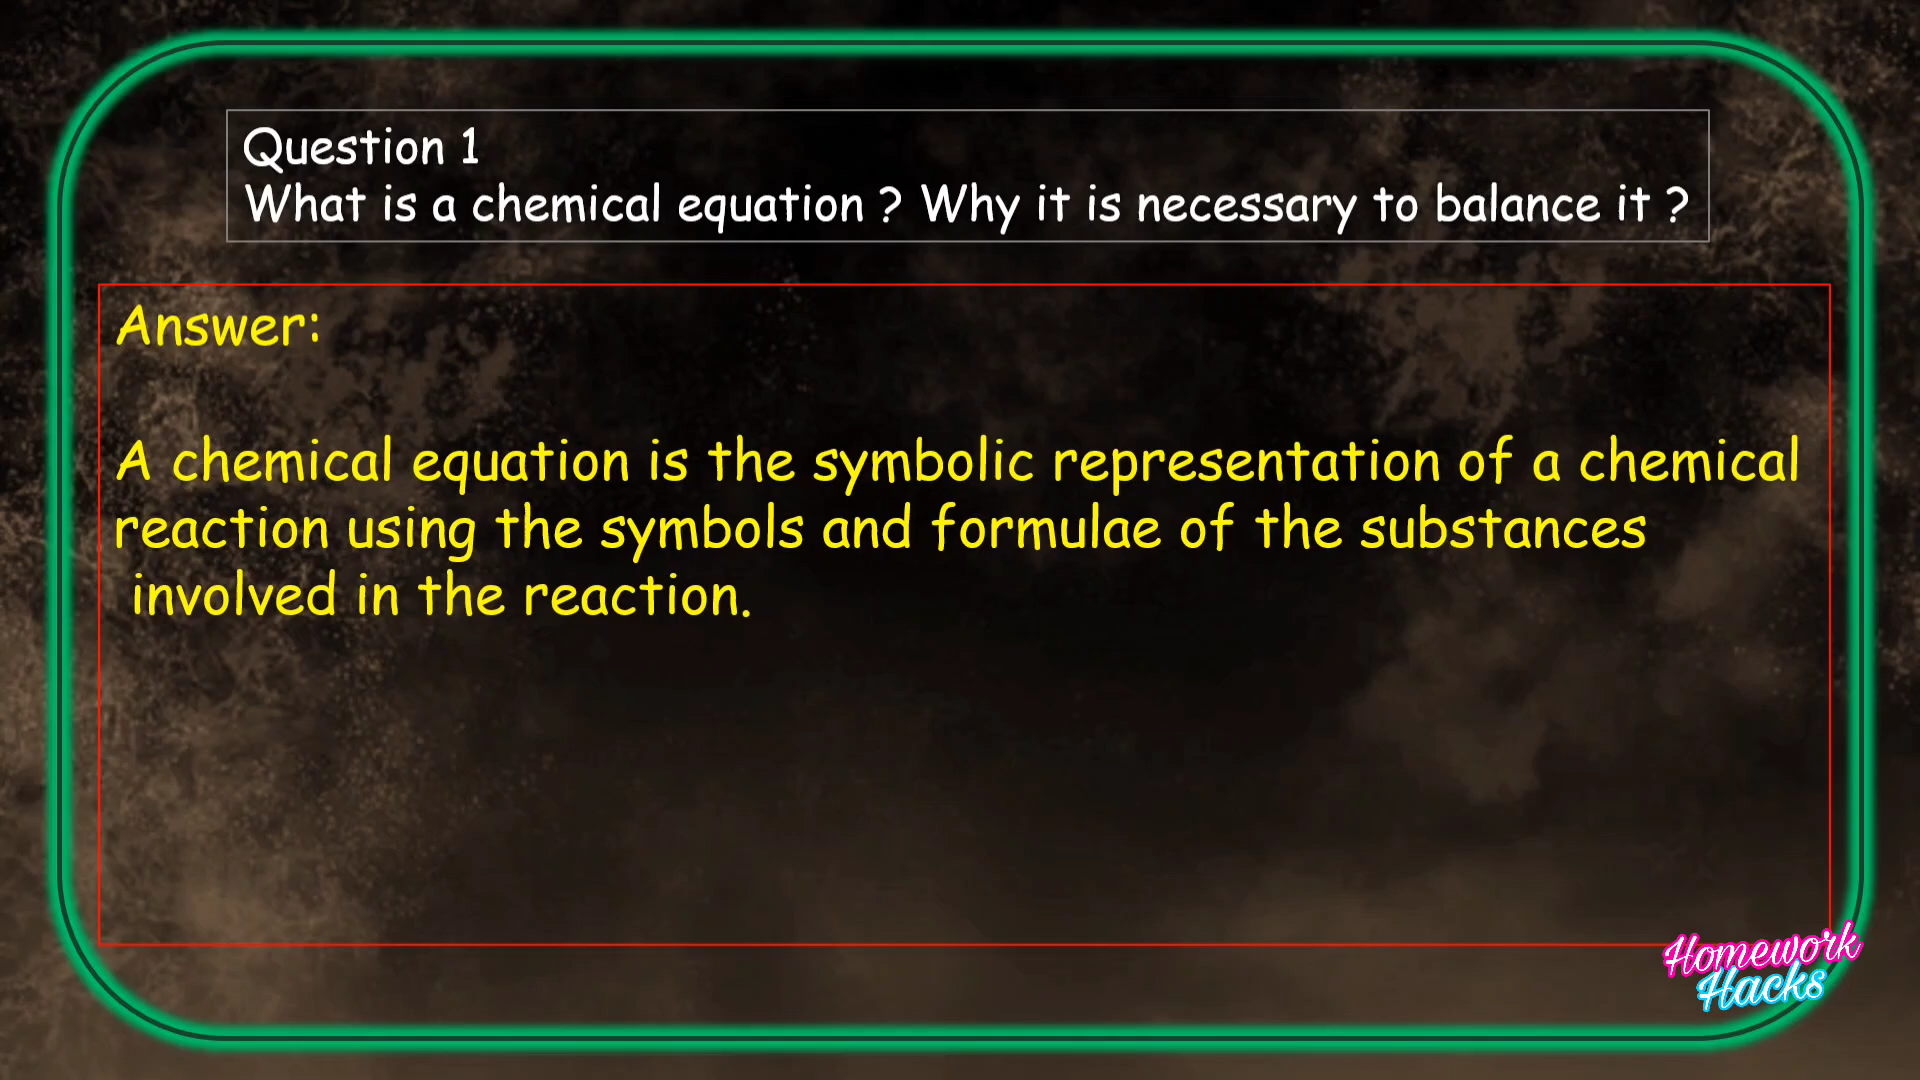 Question 1
What is a chemical equation ? Why it is necessary to balance it ?
Answer:
A chemical equation is the symbolic representation of a chemical
reaction using the symbols and formulae of the substances
involved in the reaction.
Homework
Hacks